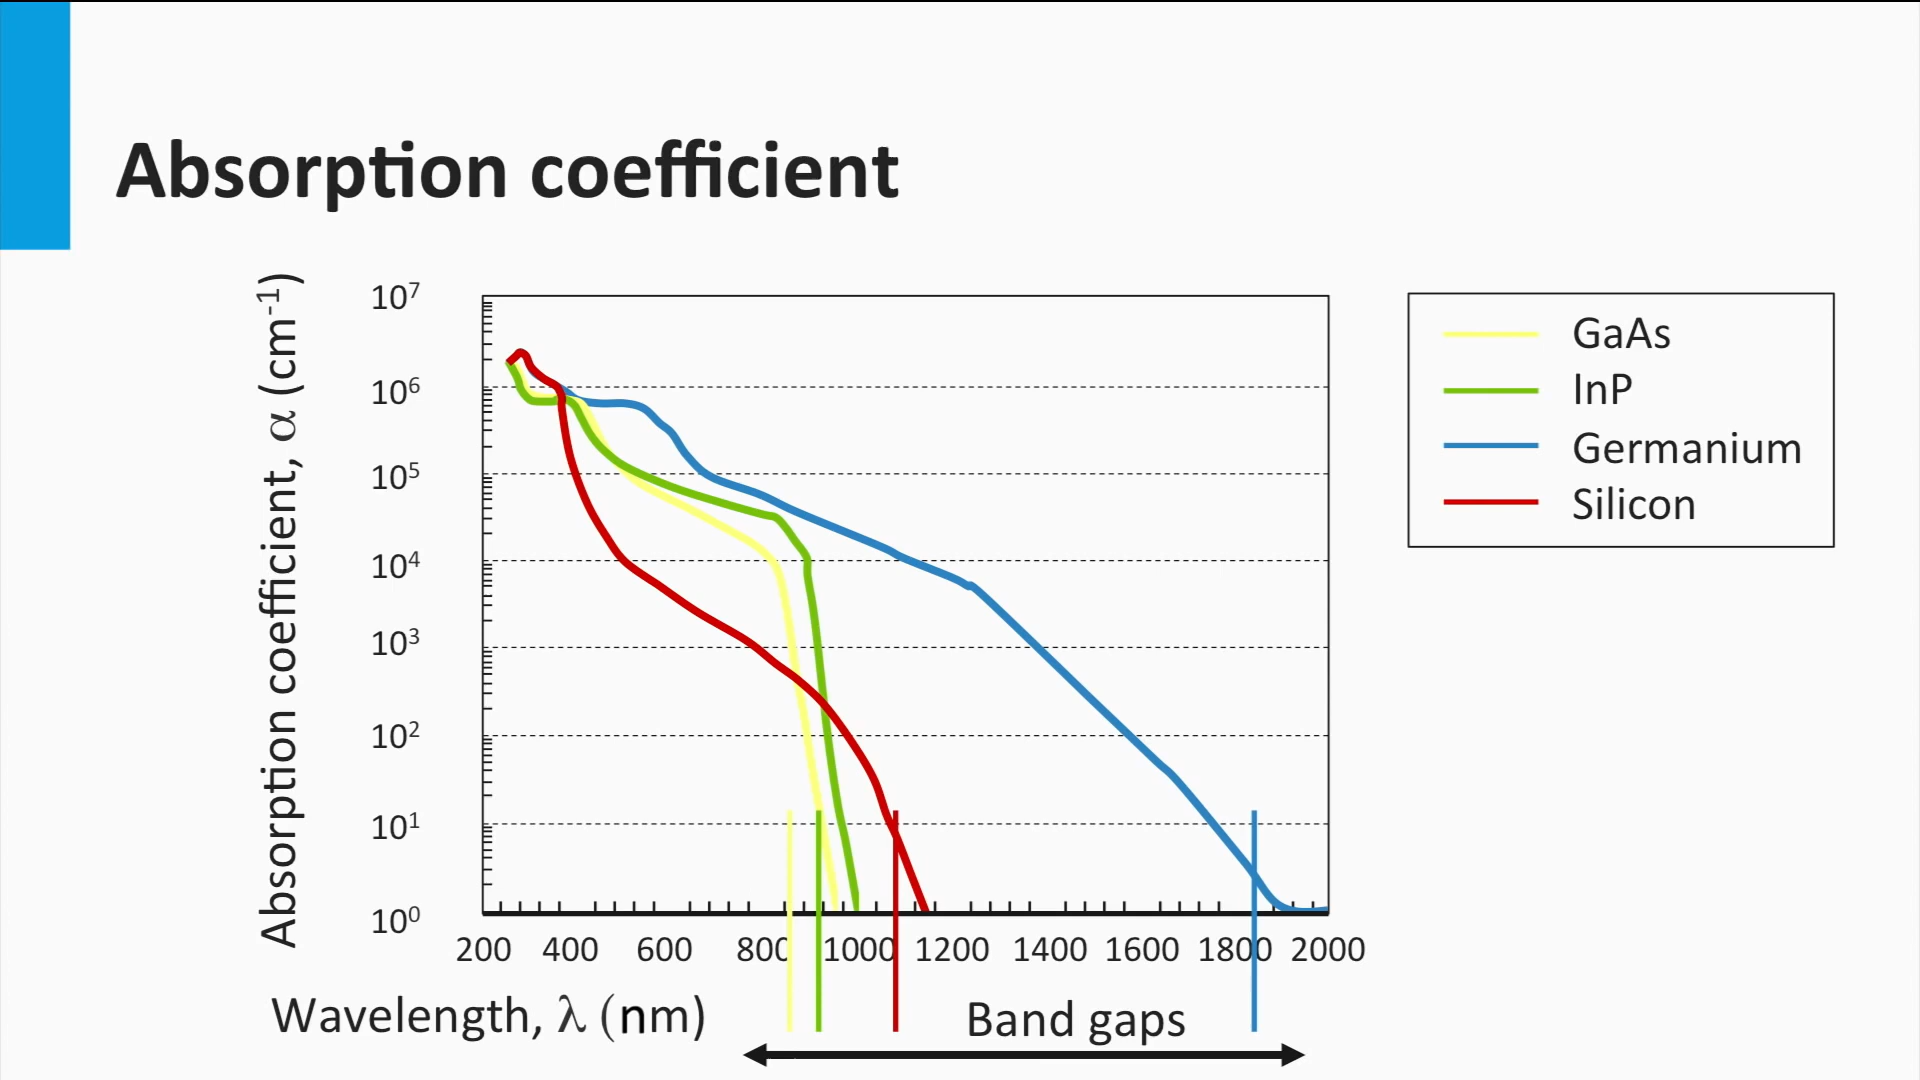 Absorption coefficient
Absorption coefficient, α (cm⁻¹)
10⁷
10⁶
10⁵
10⁴
10³
10²
10¹
10⁰
200 400 600 800 1000 1200 1400 1600 1800 2000
Wavelength, λ (nm)
Band gaps
GaAs
InP
Germanium
Silicon